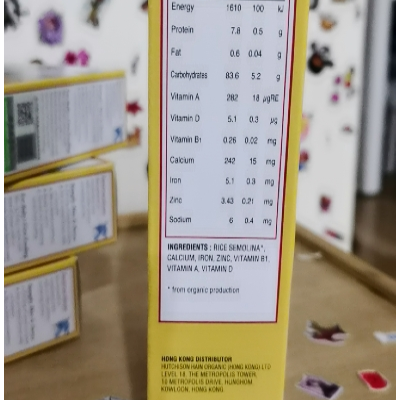 Energy 1610 100 kJ
Protein 7.8 0.5 g
Fat 0.6 0.04 g
Carbohydrates 83.6 5.2 g
Vitamin A 282 18 µgRE
Vitamin D 5.1 0.3 µg
Vitamin B1 0.26 0.02 mg
Calcium 242 15 mg
Iron 5.1 0.3 mg
Zinc 3.43 0.21 mg
Sodium 6 0.4 mg
INGREDIENTS : RICE SEMOLINA*,
CALCIUM, IRON, ZINC, VITAMIN B1,
VITAMIN A, VITAMIN D
* from organic production
HONG KONG DISTRIBUTOR
HUTCHISON HAIN ORGANIC (HONG KONG) LTD
LEVEL 18, THE METROPOLIS TOWER,
10 METROPOLIS DRIVE, HUNGHOM,
KOWLOON, HONG KONG